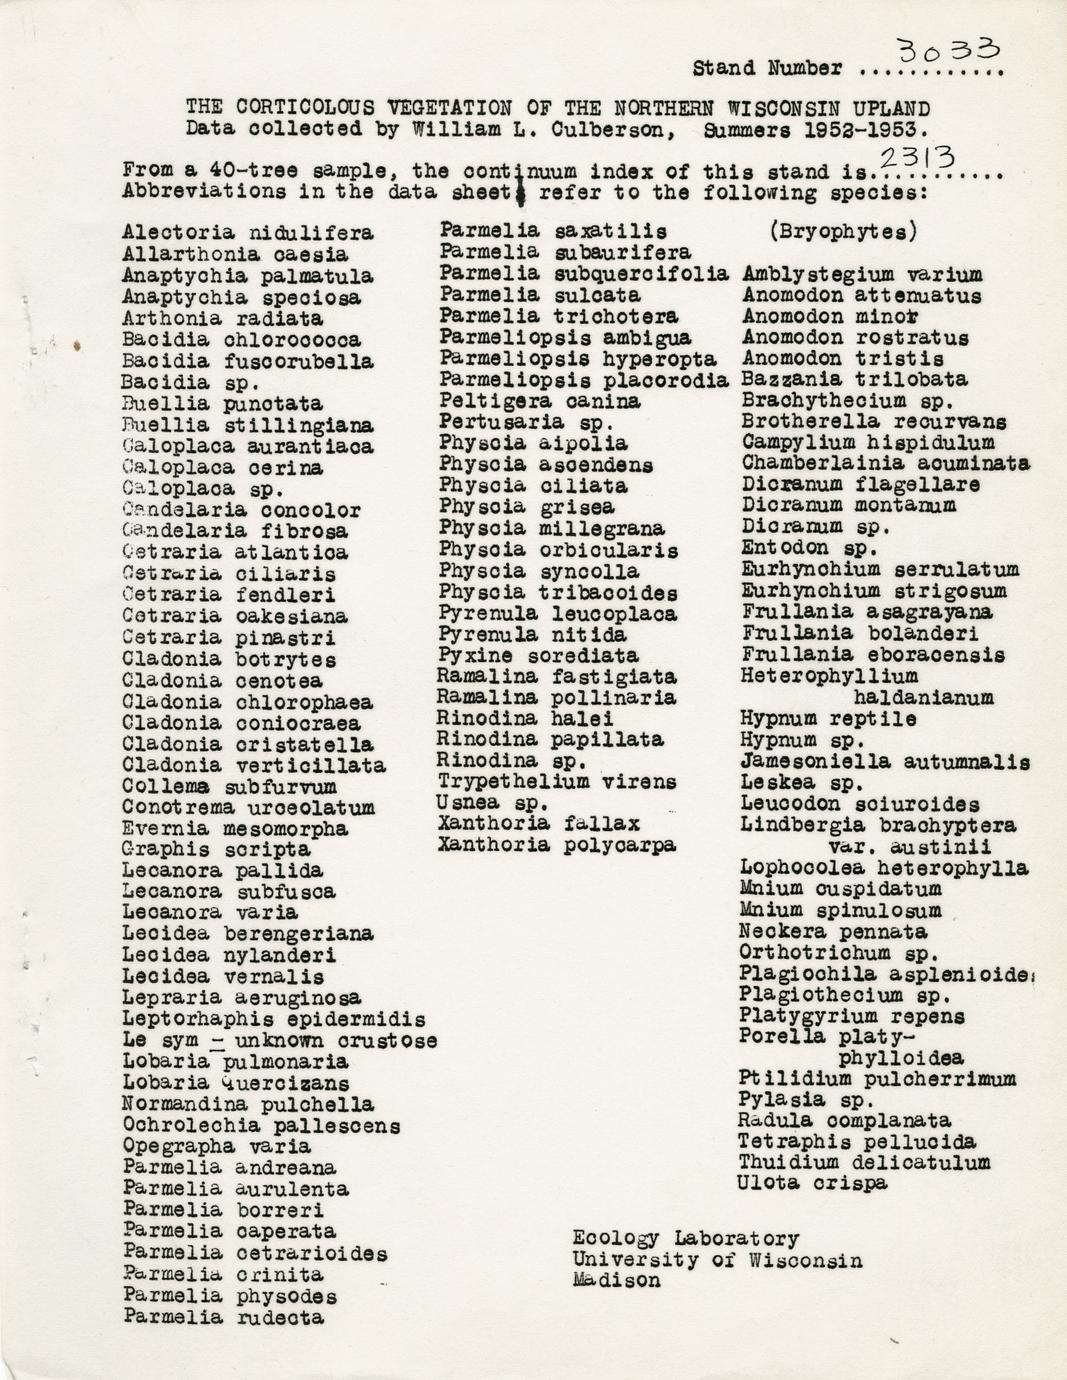 Stand Number ............ 3033
THE CORTICOLOUS VEGETATION OF THE NORTHERN WISCONSIN UPLAND
Data collected by William L. Culberson, Summers 1952-1953.
From a 40-tree sample, the continuum index of this stand is............ 2313
Abbreviations in the data sheet refer to the following species:
Alectoria nidulifera
Allarthonia caesia
Anaptychia palmatula
Anaptychia speciosa
Arthonia radiata
Bacidia chlorococca
Bacidia fuscorubella
Bacidia sp.
Buellia punctata
Buellia stillingiana
Caloplaca aurantiaca
Caloplaca cerina
Caloplaca sp.
Candelaria concolor
Candelaria fibrosa
Cetraria atlantica
Cetraria ciliaris
Cetraria fendleri
Cetraria oakesiana
Cetraria pinastri
Cladonia botrytes
Cladonia cenotea
Cladonia chlorophaea
Cladonia coniocraea
Cladonia cristatella
Cladonia verticillata
Collema subfurvum
Conotrema urceolatum
Evernia mesomorpha
Graphis scripta
Lecanora pallida
Lecanora subfusca
Lecanora varia
Lecidea berengeriana
Lecidea nylanderi
Lecidea vernalis
Lepraria aeruginosa
Leptorhaphis epidermidis
Le sym - unknown crustose
Lobaria pulmonaria
Lobaria quercizans
Normandina pulchella
Ochrolechia pallescens
Opegrapha varia
Parmelia andreana
Parmelia aurulenta
Parmelia borreri
Parmelia caperata
Parmelia cetrarioides
Parmelia crinita
Parmelia physodes
Parmelia rudecta
Parmelia saxatilis
Parmelia subaurifera
Parmelia subquercifolia
Parmelia sulcata
Parmelia trichotera
Parmeliopsis ambigua
Parmeliopsis hyperopta
Parmeliopsis placorodia
Peltigera canina
Pertusaria sp.
Physcia aipolia
Physcia ascendens
Physcia ciliata
Physcia grisea
Physcia millegrana
Physcia orbicularis
Physcia syncolla
Physcia tribacoides
Pyrenula leucoplaca
Pyrenula nitida
Pyxine sorediata
Ramalina fastigiata
Ramalina pollinaria
Rinodina halei
Rinodina papillata
Rinodina sp.
Trypethelium virens
Usnea sp.
Xanthoria fallax
Xanthoria polycarpa
(Bryophytes)
Amblystegium varium
Anomodon attenuatus
Anomodon minor
Anomodon rostratus
Anomodon tristis
Bazzania trilobata
Brachythecium sp.
Brotherella recurvans
Campylium hispidulum
Chamberlainia acuminata
Dicranum flagellare
Dicranum montanum
Dicranum sp.
Entodon sp.
Eurhynchium serrulatum
Eurhynchium strigosum
Frullania asagrayana
Frullania bolanderi
Frullania eboracensis
Heterophyllium
haldanianum
Hypnum reptile
Hypnum sp.
Jamesoniella autumnalis
Leskea sp.
Leucodon sciuroides
Lindbergia brachyptera
var. austinii
Lophocolea heterophylla
Mnium cuspidatum
Mnium spinulosum
Neckera pennata
Orthotrichum sp.
Plagiochila asplenioides
Plagiothecium sp.
Platygyrium repens
Porella platy-
phylloidea
Ptilidium pulcherrimum
Pylasia sp.
Radula complanata
Tetraphis pellucida
Thuidium delicatulum
Ulota crispa
Ecology Laboratory
University of Wisconsin
Madison